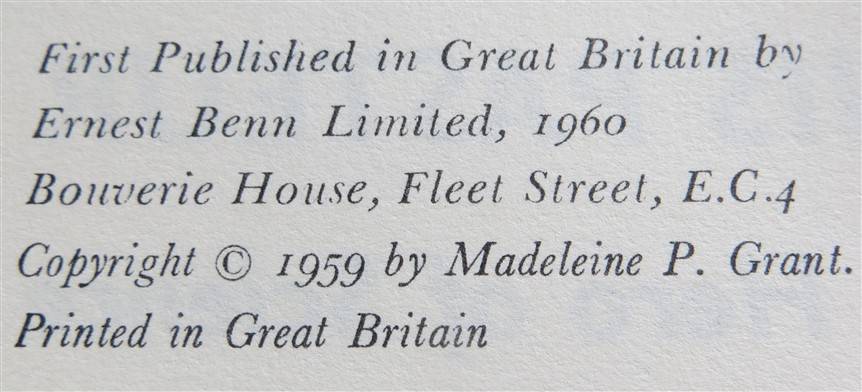 First Published in Great Britain by
Ernest Benn Limited, 1960
Bouverie House, Fleet Street, E.C.4
Copyright © 1959 by Madeleine P. Grant.
Printed in Great Britain